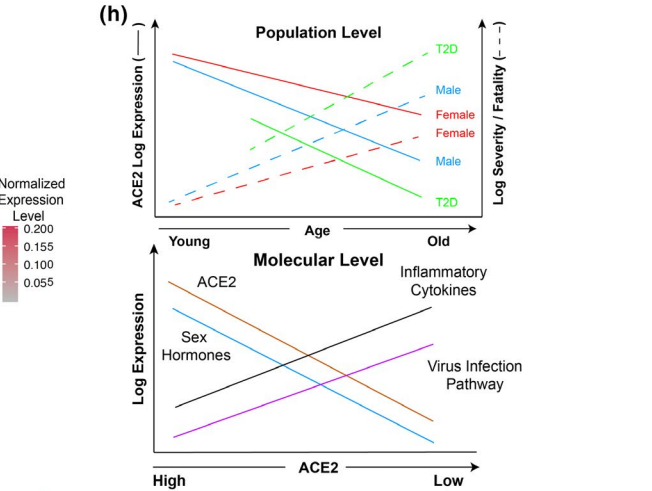 (h)
Population Level
ACE2 Log Expression (—)
Log Severity / Fatality (- - -)
T2D
Male
Female
Female
Male
T2D
Age
Young
Old
Normalized
Expression
Level
0.200
0.155
0.100
0.055
Molecular Level
Log Expression
ACE2
Sex
Hormones
Inflammatory
Cytokines
Virus Infection
Pathway
ACE2
High
Low